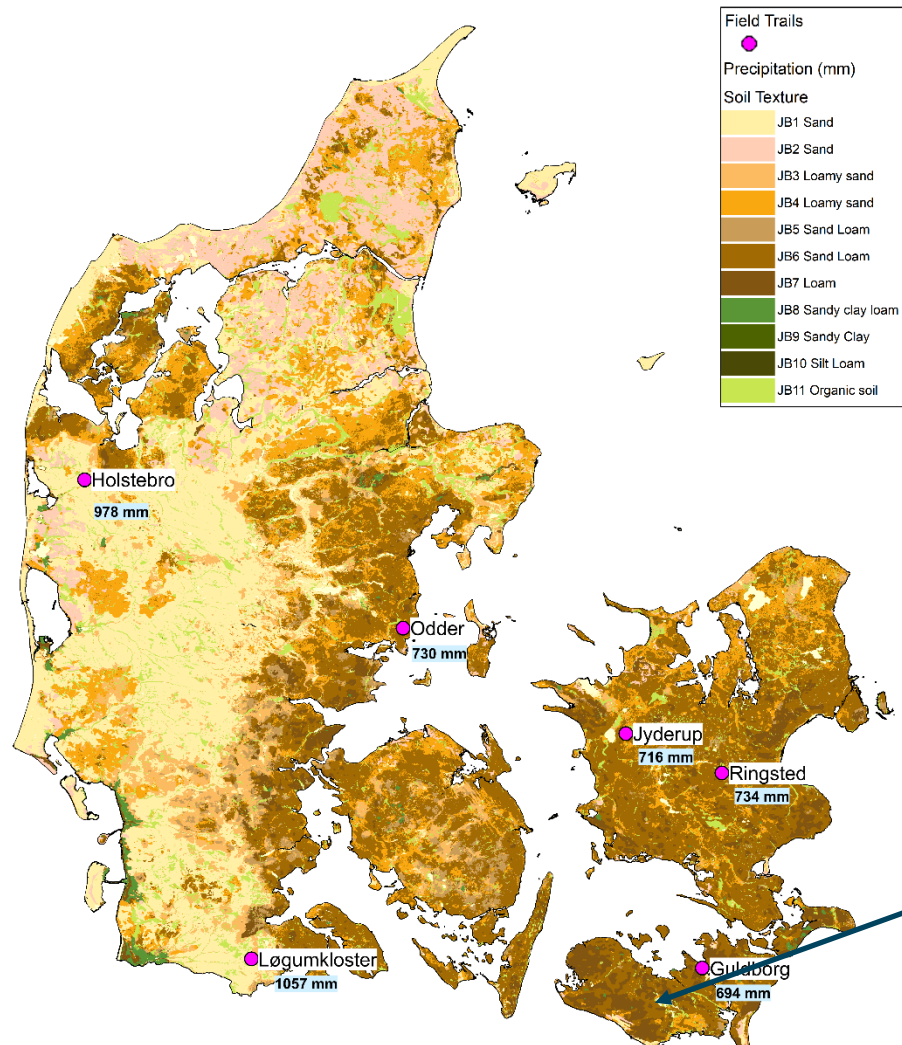 Field Trails
Precipitation (mm)
Soil Texture
JB1 Sand
JB2 Sand
JB3 Loamy sand
JB4 Loamy sand
JB5 Sand Loam
JB6 Sand Loam
JB7 Loam
JB8 Sandy clay loam
JB9 Sandy Clay
JB10 Silt Loam
JB11 Organic soil
Holstebro
978 mm
Odder
730 mm
Jyderup
716 mm
Ringsted
734 mm
Løgumkloster
1057 mm
Guldborg
694 mm